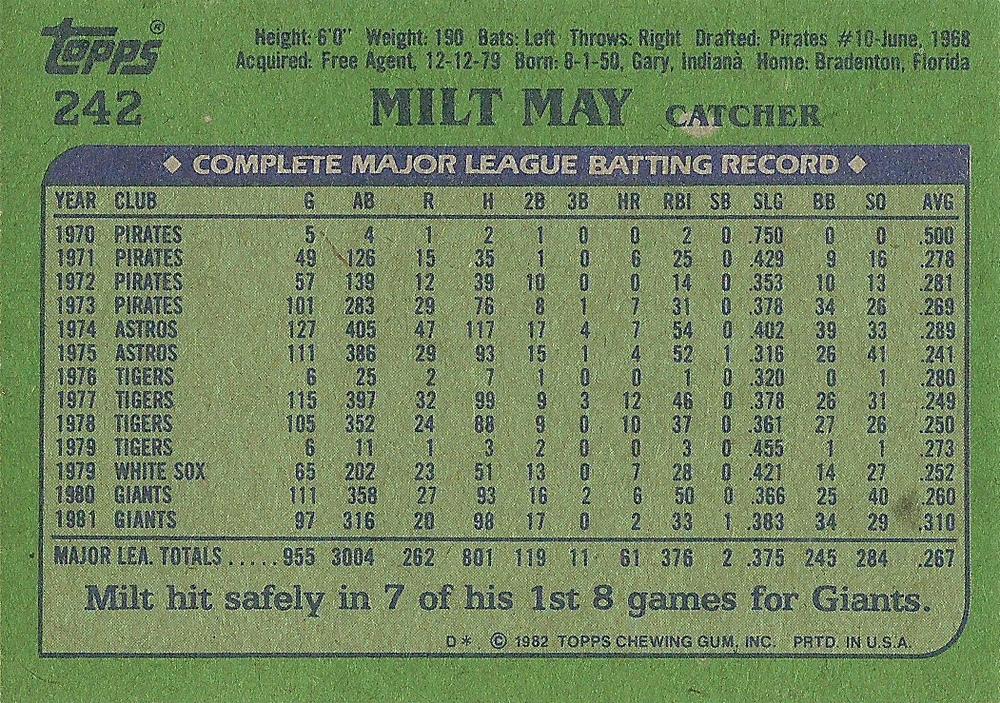 TOPPS®
Height: 6'0" Weight: 190 Bats: Left Throws: Right Drafted: Pirates #10-June, 1968
Acquired: Free Agent, 12-12-79 Born: 8-1-50, Gary, Indiana Home: Bradenton, Florida
242 MILT MAY CATCHER
◆ COMPLETE MAJOR LEAGUE BATTING RECORD ◆
YEAR CLUB G AB R H 2B 3B HR RBI SB SLG BB SO AVG
1970 PIRATES 5 4 1 2 1 0 0 2 0 .750 0 0 .500
1971 PIRATES 49 126 15 35 1 0 6 25 0 .429 9 16 .278
1972 PIRATES 57 139 12 39 10 0 0 14 0 .353 10 13 .281
1973 PIRATES 101 283 29 76 8 1 7 31 0 .378 34 26 .269
1974 ASTROS 127 405 47 117 17 4 7 54 0 .402 39 33 .289
1975 ASTROS 111 386 29 93 15 1 4 52 1 .316 26 41 .241
1976 TIGERS 6 25 2 7 1 0 0 1 0 .320 0 1 .280
1977 TIGERS 115 397 32 99 9 3 12 46 0 .378 26 31 .249
1978 TIGERS 105 352 24 88 9 0 10 37 0 .361 27 26 .250
1979 TIGERS 6 11 1 3 2 0 0 3 0 .455 1 1 .273
1979 WHITE SOX 65 202 23 51 13 0 7 28 0 .421 14 27 .252
1980 GIANTS 111 358 27 93 16 2 6 50 0 .366 25 40 .260
1981 GIANTS 97 316 20 98 17 0 2 33 1 .383 34 29 .310
MAJOR LEA. TOTALS.....955 3004 262 801 119 11 61 376 2 .375 245 284 .267
Milt hit safely in 7 of his 1st 8 games for Giants.
D* © 1982 TOPPS CHEWING GUM, INC. PRTD. IN U.S.A.